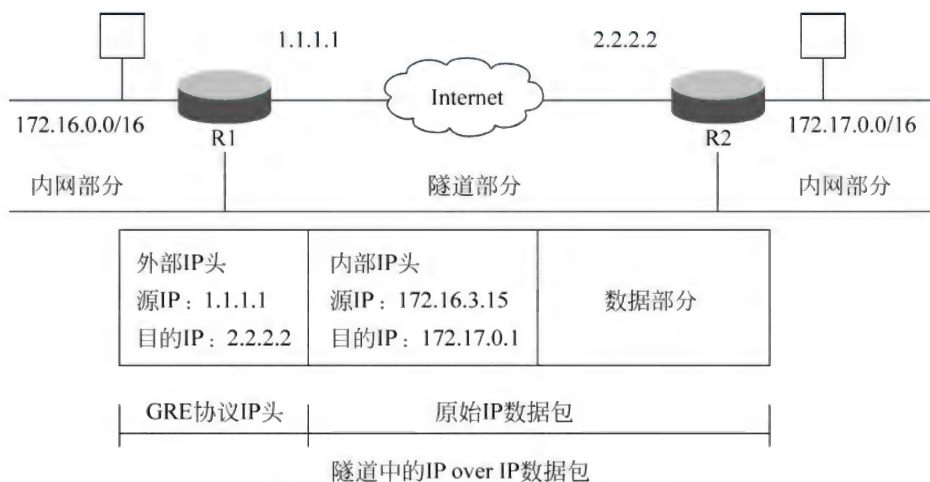 1.1.1.1 2.2.2.2
Internet
172.16.0.0/16 R1 R2 172.17.0.0/16
内网部分 隧道部分 内网部分
外部IP头
源IP：1.1.1.1
目的IP：2.2.2.2
内部IP头
源IP：172.16.3.15
目的IP：172.17.0.1
数据部分
GRE协议IP头 原始IP数据包
隧道中的IP over IP数据包